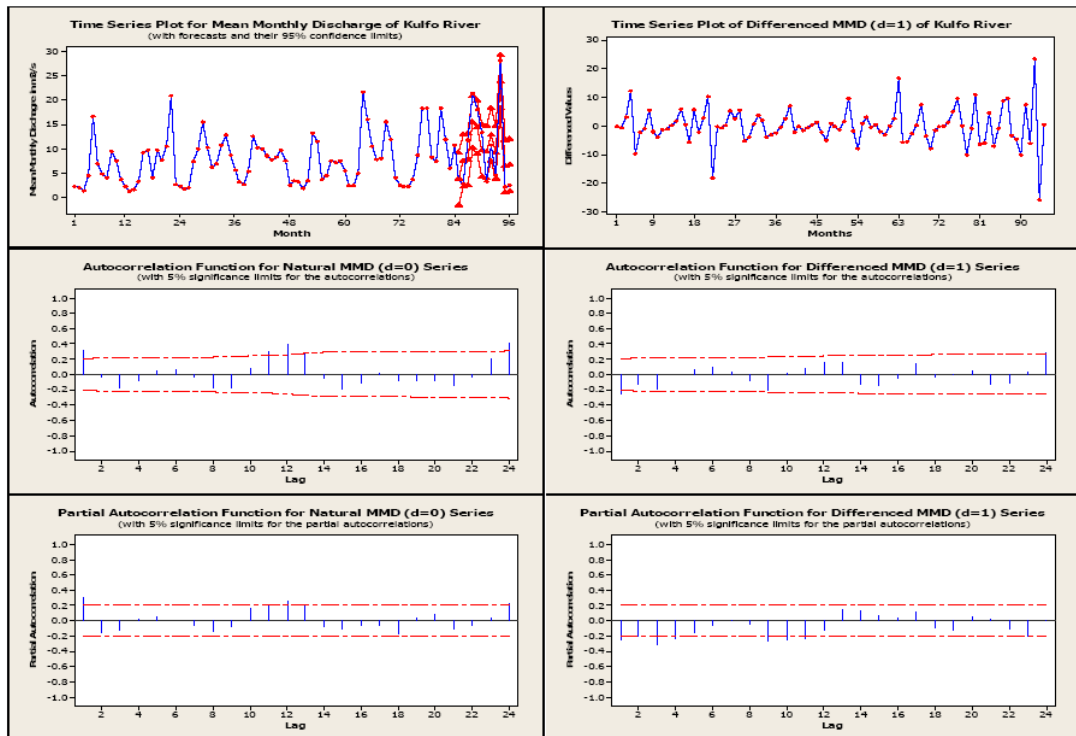 Time Series Plot for Mean Monthly Discharge of Kulfo River
(with forecasts and their 95% confidence limits)
Mean Monthly Discharge in m3/s
30
25
20
15
10
5
0
1 12 24 36 48 60 72 84 96
Month
Time Series Plot of Differenced MMD (d=1) of Kulfo River
Differenced Values
30
20
10
0
-10
-20
-30
1 9 18 27 36 45 54 63 72 81 90
Months
Autocorrelation Function for Natural MMD (d=0) Series
(with 5% significance limits for the autocorrelations)
Autocorrelation
1.0
0.8
0.6
0.4
0.2
0.0
-0.2
-0.4
-0.6
-0.8
-1.0
2 4 6 8 10 12 14 16 18 20 22 24
Lag
Autocorrelation Function for Differenced MMD (d=1) Series
(with 5% significance limits for the autocorrelations)
Autocorrelation
1.0
0.8
0.6
0.4
0.2
0.0
-0.2
-0.4
-0.6
-0.8
-1.0
2 4 6 8 10 12 14 16 18 20 22 24
Lag
Partial Autocorrelation Function for Natural MMD (d=0) Series
(with 5% significance limits for the partial autocorrelations)
Partial Autocorrelation
1.0
0.8
0.6
0.4
0.2
0.0
-0.2
-0.4
-0.6
-0.8
-1.0
2 4 6 8 10 12 14 16 18 20 22 24
Lag
Partial Autocorrelation Function for Differenced MMD (d=1) Series
(with 5% significance limits for the partial autocorrelations)
Partial Autocorrelation
1.0
0.8
0.6
0.4
0.2
0.0
-0.2
-0.4
-0.6
-0.8
-1.0
2 4 6 8 10 12 14 16 18 20 22 24
Lag